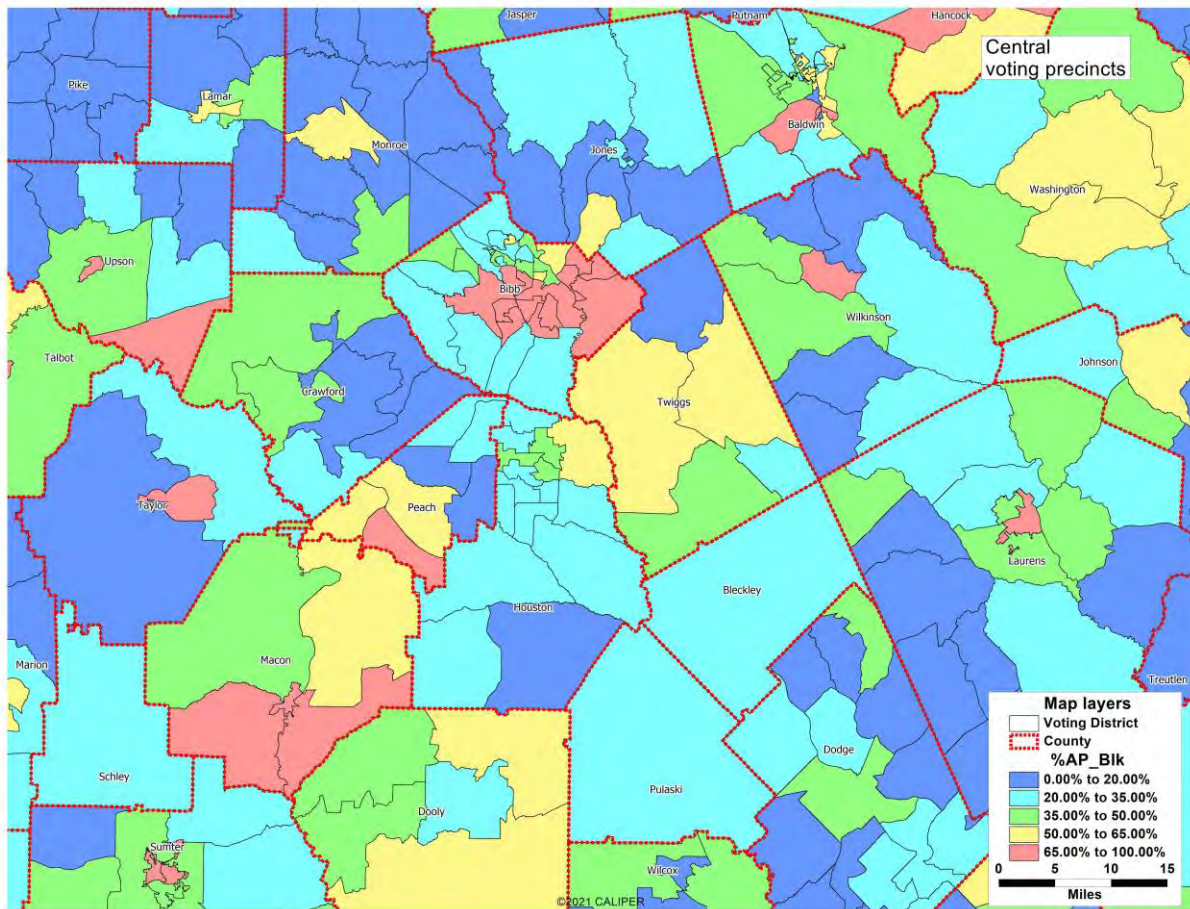 Jasper
Putnam
Hancock
Central
voting precincts
Pike
Lamar
Monroe
Jones
Baldwin
Washington
Upson
Bibb
Wilkinson
Talbot
Crawford
Twiggs
Johnson
Taylor
Peach
Laurens
Bleckley
Houston
Marion
Macon
Treutlen
Schley
Dodge
Pulaski
Dooly
Sumter
Wilcox
Map layers
Voting District
County
%AP_Blk
0.00% to 20.00%
20.00% to 35.00%
35.00% to 50.00%
50.00% to 65.00%
65.00% to 100.00%
0 5 10 15
Miles
©2021 CALIPER